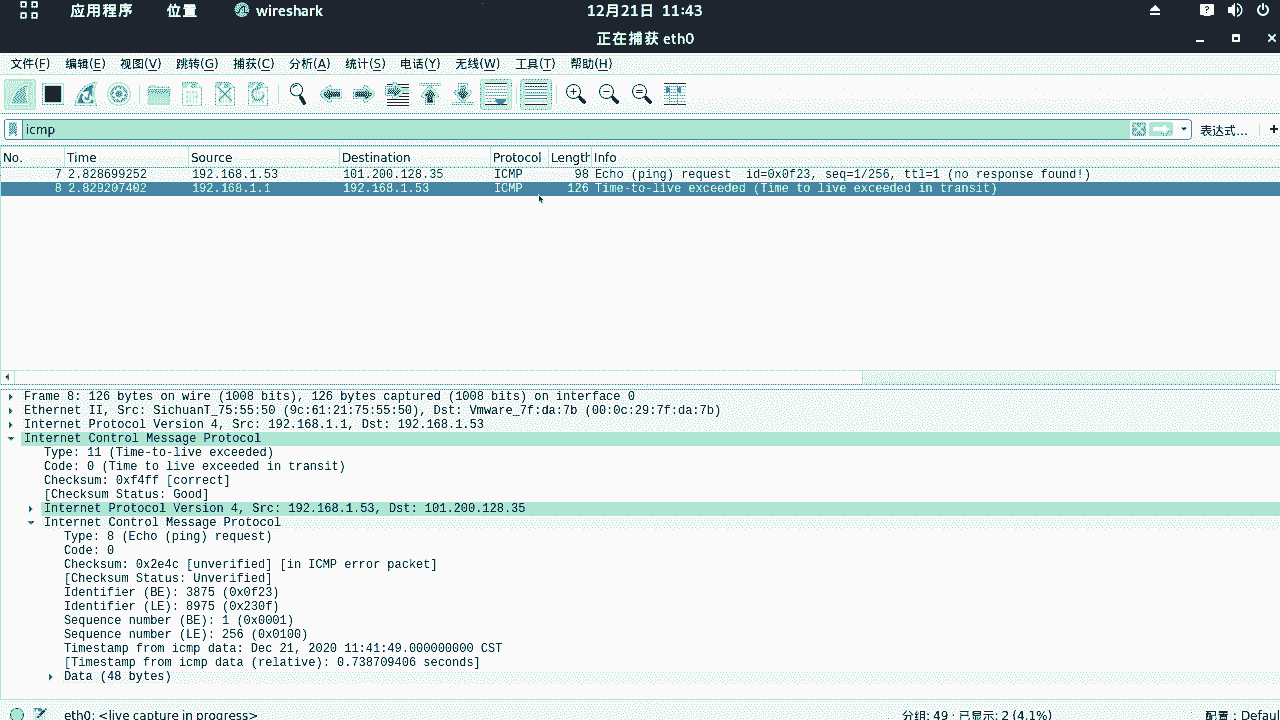 应用程序 位置 wireshark 12月21日 11:43
正在捕获 eth0
文件(F) 编辑(E) 视图(V) 跳转(G) 捕获(C) 分析(A) 统计(S) 电话(Y) 无线(W) 工具(T) 帮助(H)
icmp 表达式… +
No. Time Source Destination Protocol Length Info
7 2.828699252 192.168.1.53 101.200.128.35 ICMP 98 Echo (ping) request id=0x0f23, seq=1/256, ttl=1 (no response found!)
8 2.829207402 192.168.1.1 192.168.1.53 ICMP 126 Time-to-live exceeded (Time to live exceeded in transit)
Frame 8: 126 bytes on wire (1008 bits), 126 bytes captured (1008 bits) on interface 0
Ethernet II, Src: SichuanT_75:55:50 (9c:61:21:75:55:50), Dst: Vmware_7f:da:7b (00:0c:29:7f:da:7b)
Internet Protocol Version 4, Src: 192.168.1.1, Dst: 192.168.1.53
Internet Control Message Protocol
Type: 11 (Time-to-live exceeded)
Code: 0 (Time to live exceeded in transit)
Checksum: 0xf4ff [correct]
[Checksum Status: Good]
Internet Protocol Version 4, Src: 192.168.1.53, Dst: 101.200.128.35
Internet Control Message Protocol
Type: 8 (Echo (ping) request)
Code: 0
Checksum: 0x2e4c [unverified] [in ICMP error packet]
[Checksum Status: Unverified]
Identifier (BE): 3875 (0x0f23)
Identifier (LE): 8975 (0x230f)
Sequence number (BE): 1 (0x0001)
Sequence number (LE): 256 (0x0100)
Timestamp from icmp data: Dec 21, 2020 11:41:49.000000000 CST
[Timestamp from icmp data (relative): 0.738709406 seconds]
Data (48 bytes)
eth0: <live capture in progress> 分组: 49 · 已显示: 2 (4.1%) 配置: Defaul